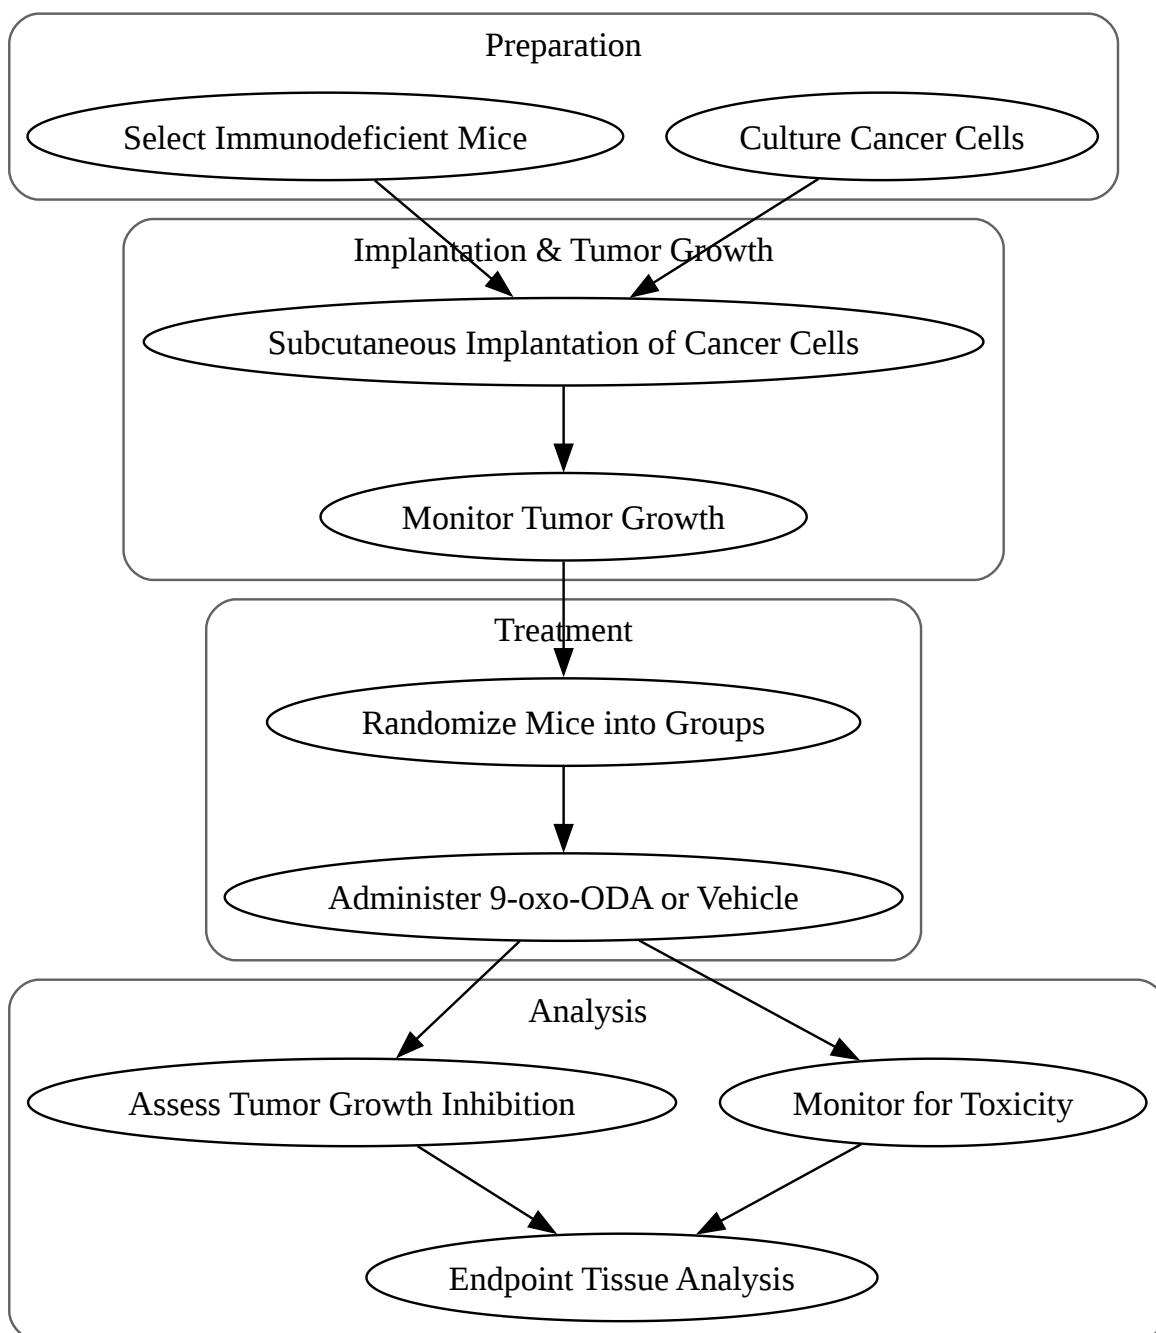 Preparation
Select Immunodeficient Mice
Culture Cancer Cells
Implantation & Tumor Growth
Subcutaneous Implantation of Cancer Cells
Monitor Tumor Growth
Treatment
Randomize Mice into Groups
Administer 9-oxo-ODA or Vehicle
Analysis
Assess Tumor Growth Inhibition
Monitor for Toxicity
Endpoint Tissue Analysis